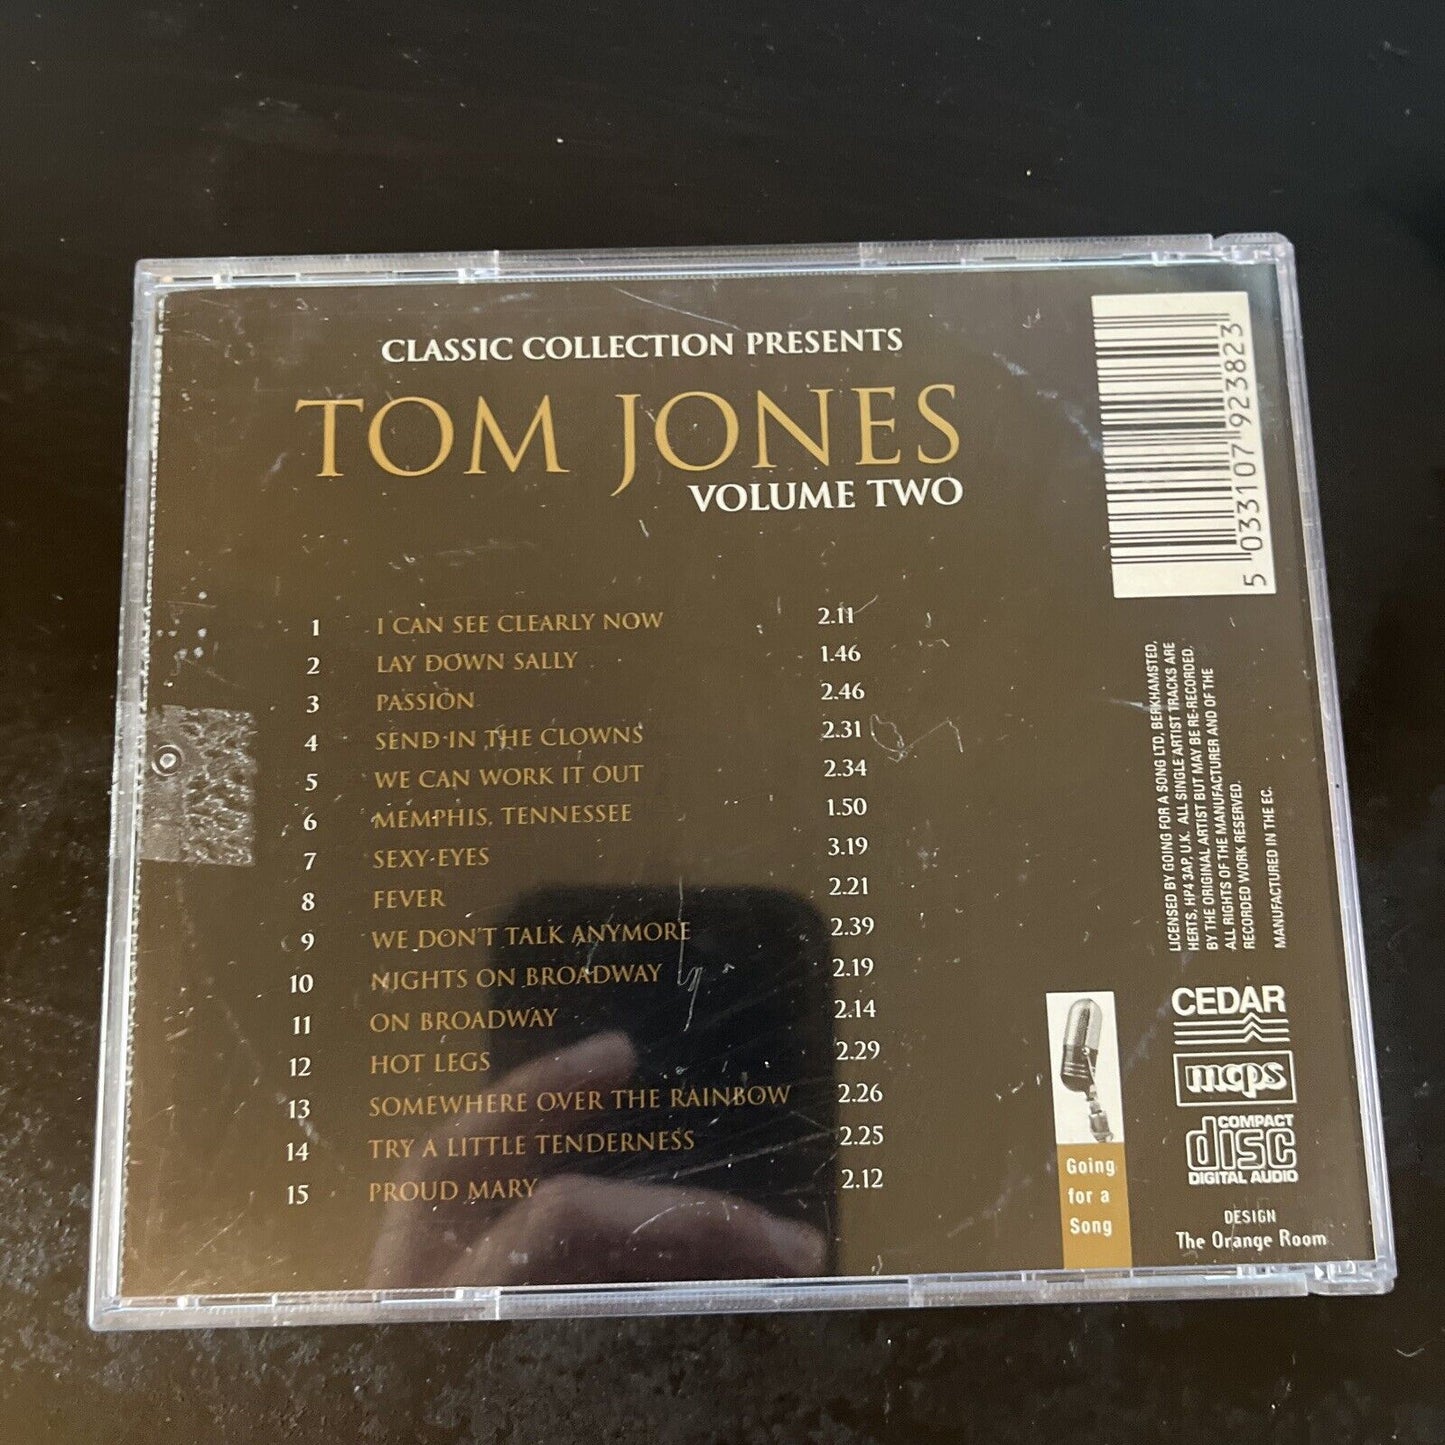 CLASSIC COLLECTION PRESENTS
TOM JONES
VOLUME TWO
1 I CAN SEE CLEARLY NOW 2.11
2 LAY DOWN SALLY 1.46
3 PASSION 2.46
4 SEND IN THE CLOWNS 2.31
5 WE CAN WORK IT OUT 2.34
6 MEMPHIS, TENNESSEE 1.50
7 SEXY EYES 3.19
8 FEVER 2.21
9 WE DON'T TALK ANYMORE 2.39
10 NIGHTS ON BROADWAY 2.19
11 ON BROADWAY 2.14
12 HOT LEGS 2.29
13 SOMEWHERE OVER THE RAINBOW 2.26
14 TRY A LITTLE TENDERNESS 2.25
15 PROUD MARY 2.12
5 033107 923823
LICENSED BY GOING FOR A SONG LTD, BERKHAMSTED,
HERTS, HP4 3AP, U.K. ALL SINGLE ARTIST TRACKS ARE
BY THE ORIGINAL ARTIST BUT MAY BE RE-RECORDED.
ALL RIGHTS OF THE MANUFACTURER AND OF THE
RECORDED WORK RESERVED.
MANUFACTURED IN THE EC.
Going
for a
Song
CEDAR
mcps
COMPACT
disc
DIGITAL AUDIO
DESIGN
The Orange Room